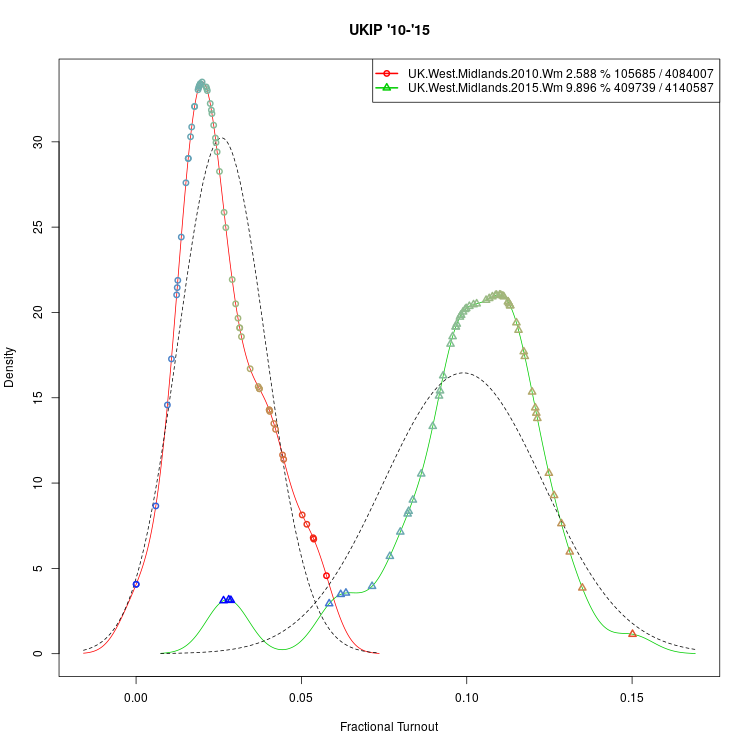 UKIP '10-'15
UK.West.Midlands.2010.Wm 2.588 % 105685 / 4084007
UK.West.Midlands.2015.Wm 9.896 % 409739 / 4140587
30
25
20
15
10
5
0
Density
0.00 0.05 0.10 0.15
Fractional Turnout